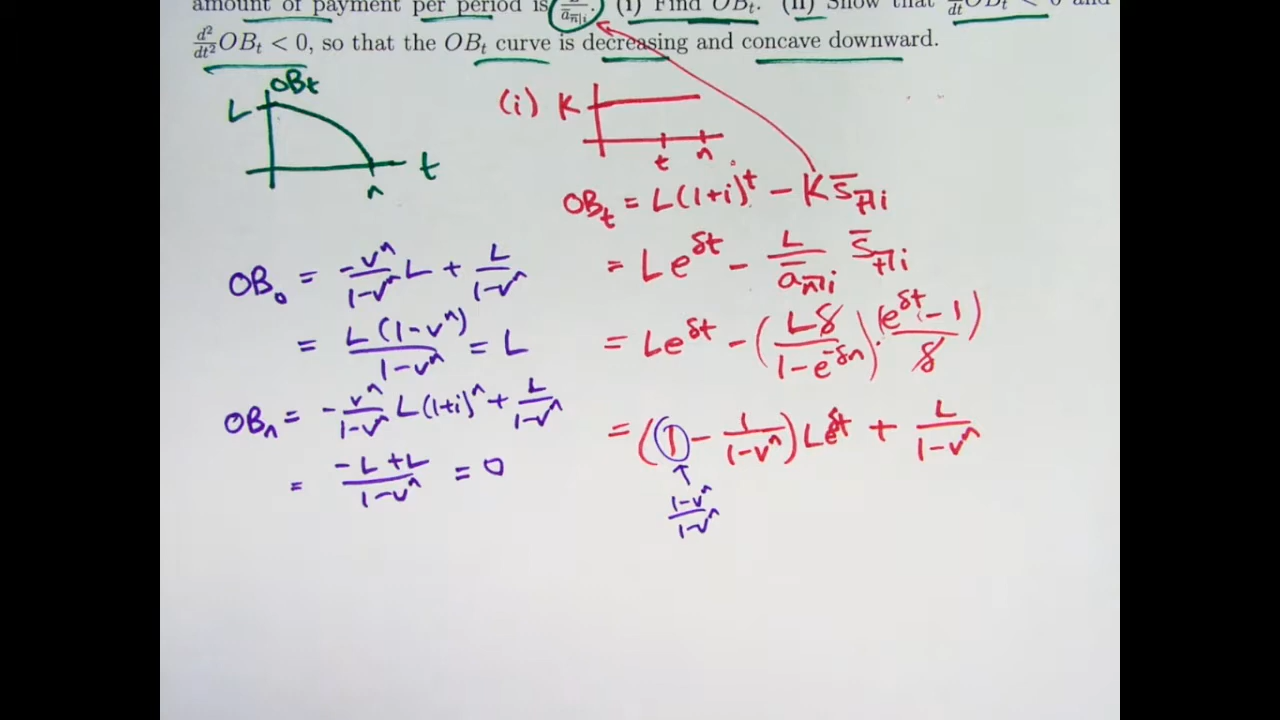 amount of payment per period is L/ā_n̅|i. (i) Find OB_t. (ii) Show that d/dt OB_t < 0 and
d²/dt² OB_t < 0, so that the OB_t curve is decreasing and concave downward.
OB_t
L
t
n
(i) K
t n
OB_t = L(1+i)^t − K s̄_t̅|i
= Le^{δt} − L/ā_n̅|i s̄_t̅|i
= Le^{δt} − (Lδ/(1−e^{−δn})) · (e^{δt}−1)/δ
= (1 − 1/(1−v^n)) Le^{δt} + L/(1−v^n)
(1−v^n)/(1−v^n)
OB_0 = −v^n/(1−v^n) L + L/(1−v^n)
= L(1−v^n)/(1−v^n) = L
OB_n = −v^n/(1−v^n) L(1+i)^n + L/(1−v^n)
= (−L+L)/(1−v^n) = 0